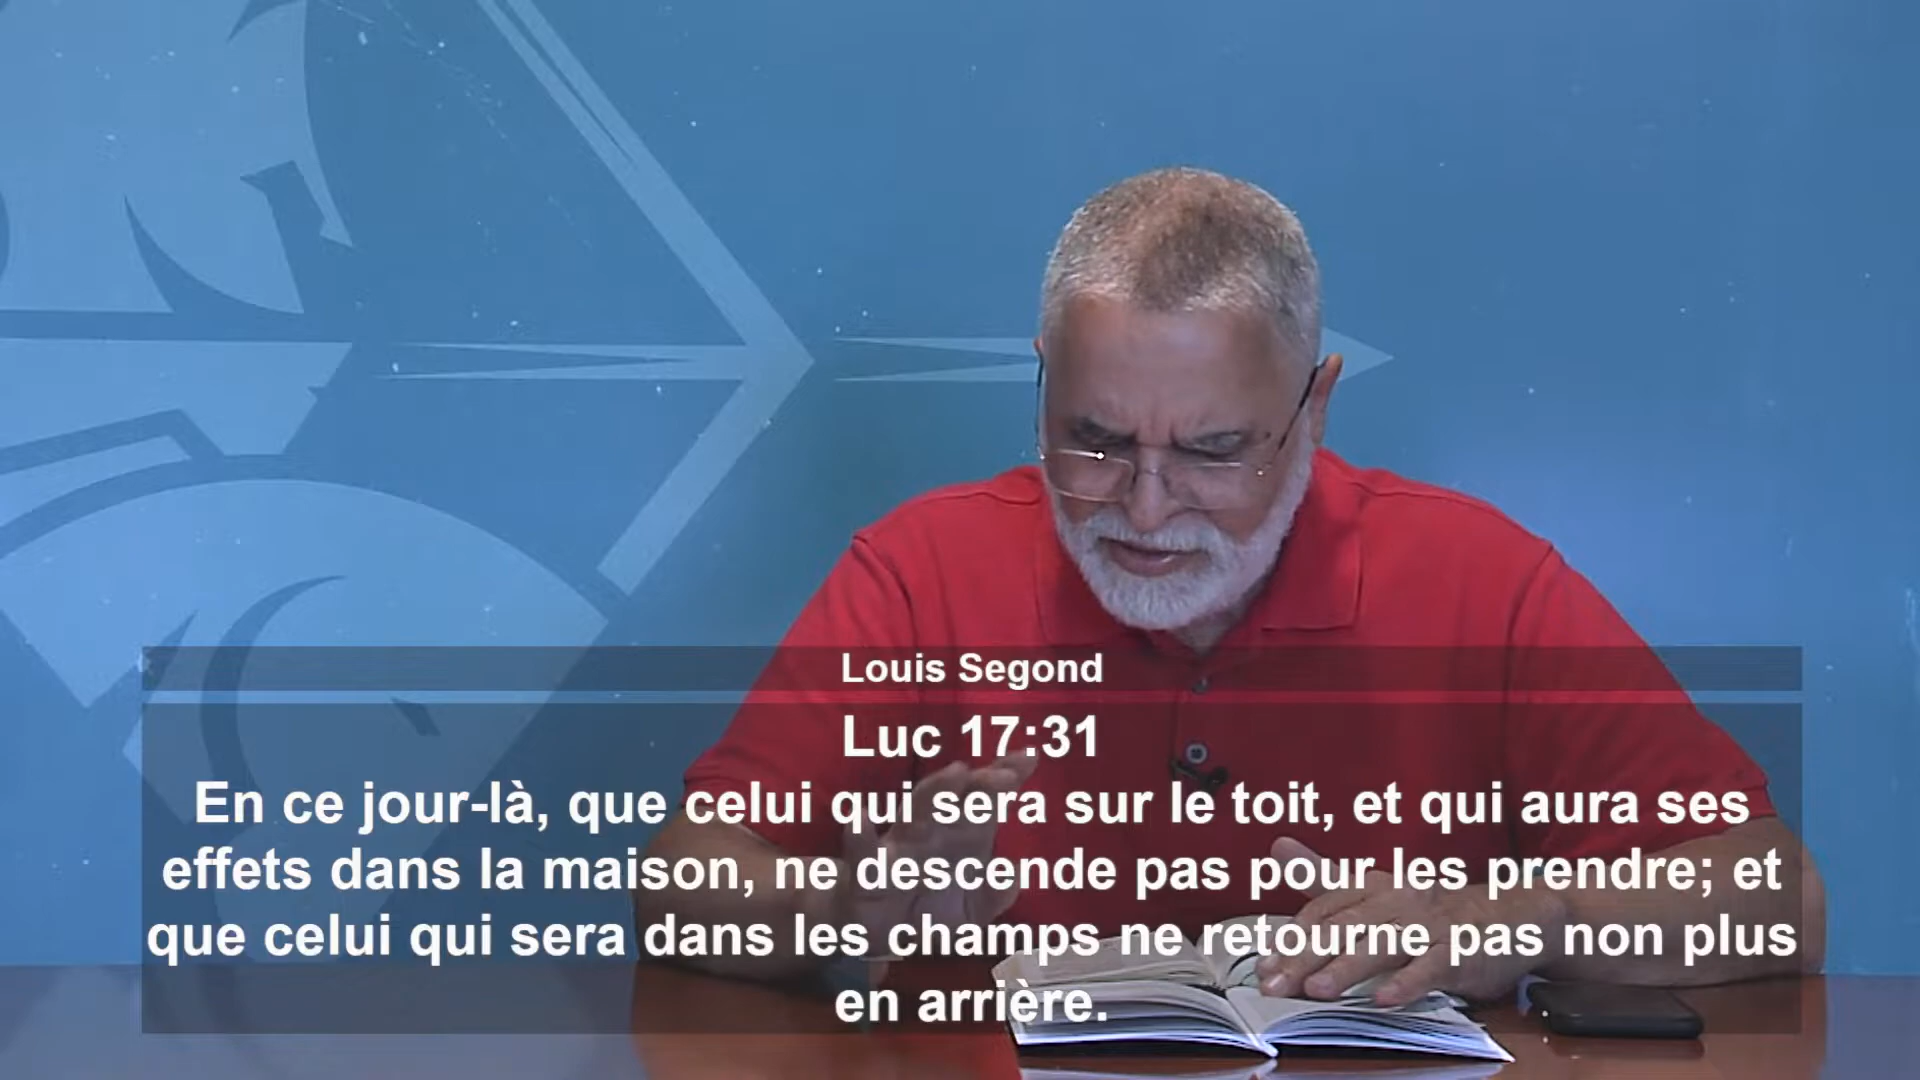 Louis Segond
Luc 17:31
En ce jour-là, que celui qui sera sur le toit, et qui aura ses
effets dans la maison, ne descende pas pour les prendre; et
que celui qui sera dans les champs ne retourne pas non plus
en arrière.